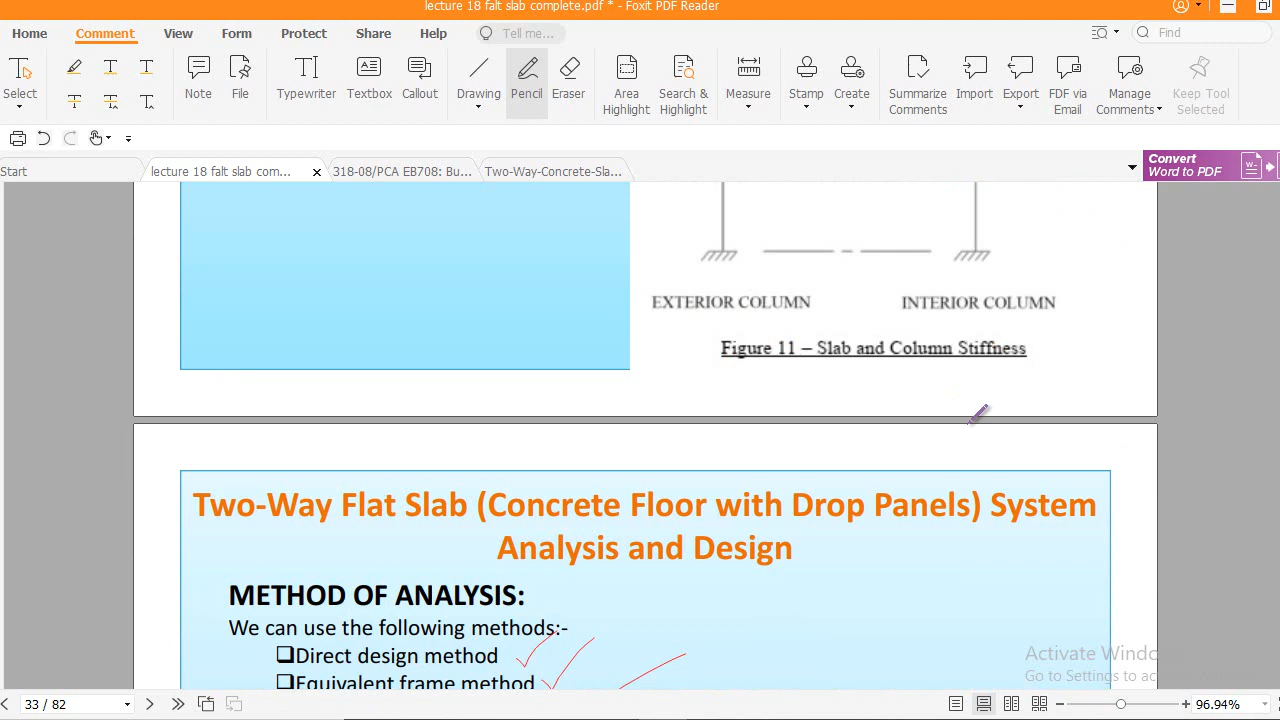 lecture 18 falt slab complete.pdf * - Foxit PDF Reader
Home Comment View Form Protect Share Help Tell me... Find
Select Note File Typewriter Textbox Callout Drawing Pencil Eraser Area Highlight Search & Highlight Measure Stamp Create Summarize Comments Import Export FDF via Email Manage Comments Keep Tool Selected
Start lecture 18 falt slab com... 318-08/PCA EB708: Bu... Two-Way-Concrete-Sla... Convert Word to PDF
EXTERIOR COLUMN INTERIOR COLUMN
Figure 11 – Slab and Column Stiffness
Two-Way Flat Slab (Concrete Floor with Drop Panels) System
Analysis and Design
METHOD OF ANALYSIS:
We can use the following methods:-
Direct design method
Equivalent frame method
Activate Windo
Go to Settings to ac
33 / 82 96.94%